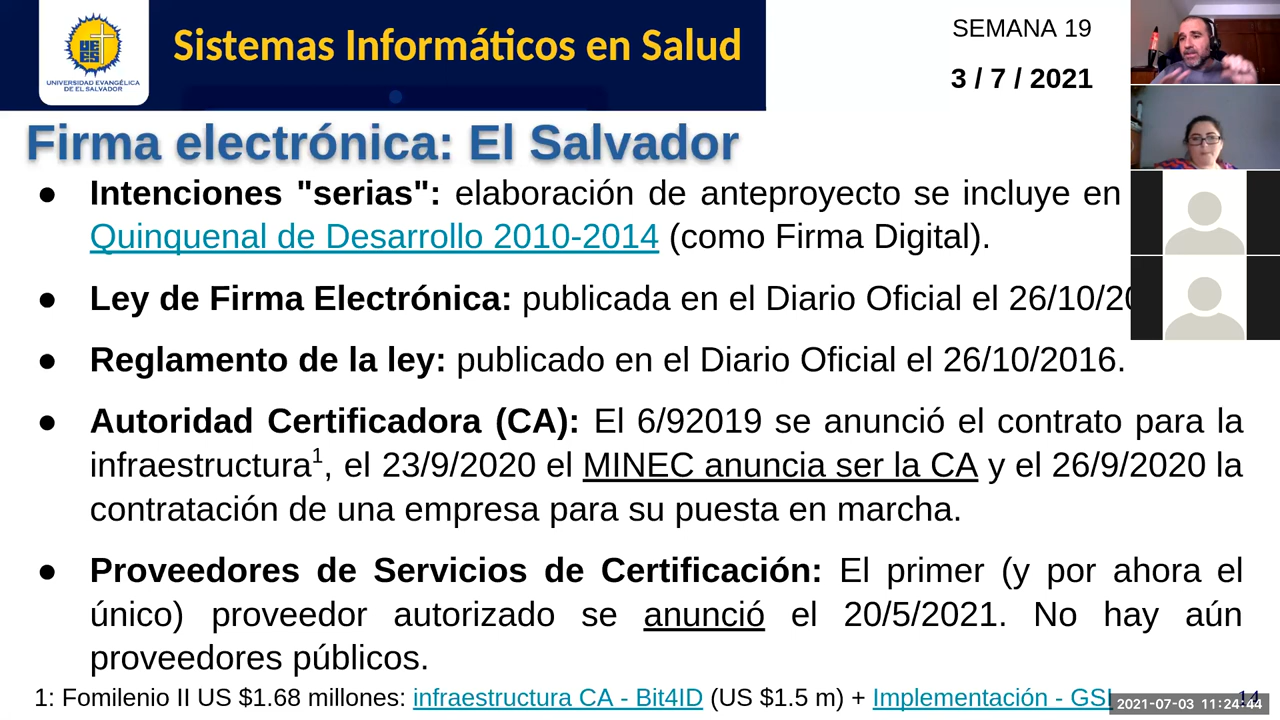 Sistemas Informáticos en Salud
SEMANA 19
3 / 7 / 2021
UNIVERSIDAD EVANGÉLICA
DE EL SALVADOR
Firma electrónica: El Salvador
● Intenciones "serias": elaboración de anteproyecto se incluye en
Quinquenal de Desarrollo 2010-2014 (como Firma Digital).
● Ley de Firma Electrónica: publicada en el Diario Oficial el 26/10/20
● Reglamento de la ley: publicado en el Diario Oficial el 26/10/2016.
● Autoridad Certificadora (CA): El 6/92019 se anunció el contrato para la
infraestructura1, el 23/9/2020 el MINEC anuncia ser la CA y el 26/9/2020 la
contratación de una empresa para su puesta en marcha.
● Proveedores de Servicios de Certificación: El primer (y por ahora el
único) proveedor autorizado se anunció el 20/5/2021. No hay aún
proveedores públicos.
1: Fomilenio II US $1.68 millones: infraestructura CA - Bit4ID (US $1.5 m) + Implementación - GSI
14
2021-07-03 11:24:44